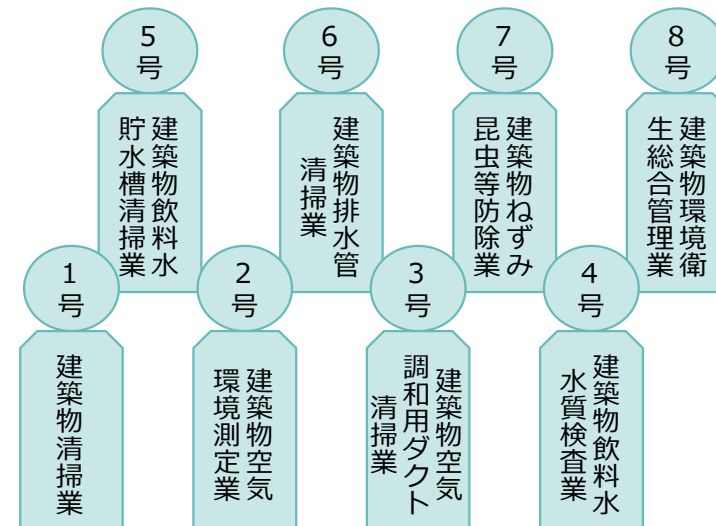 5
号
建築物飲料水
貯水槽清掃業
6
号
建築物排水管
清掃業
7
号
建築物ねずみ
昆虫等防除業
8
号
建築物環境衛
生総合管理業
1
号
建築物清掃業
2
号
建築物空気
環境測定業
3
号
建築物空気
調和用ダクト
清掃業
4
号
建築物飲料水
水質検査業